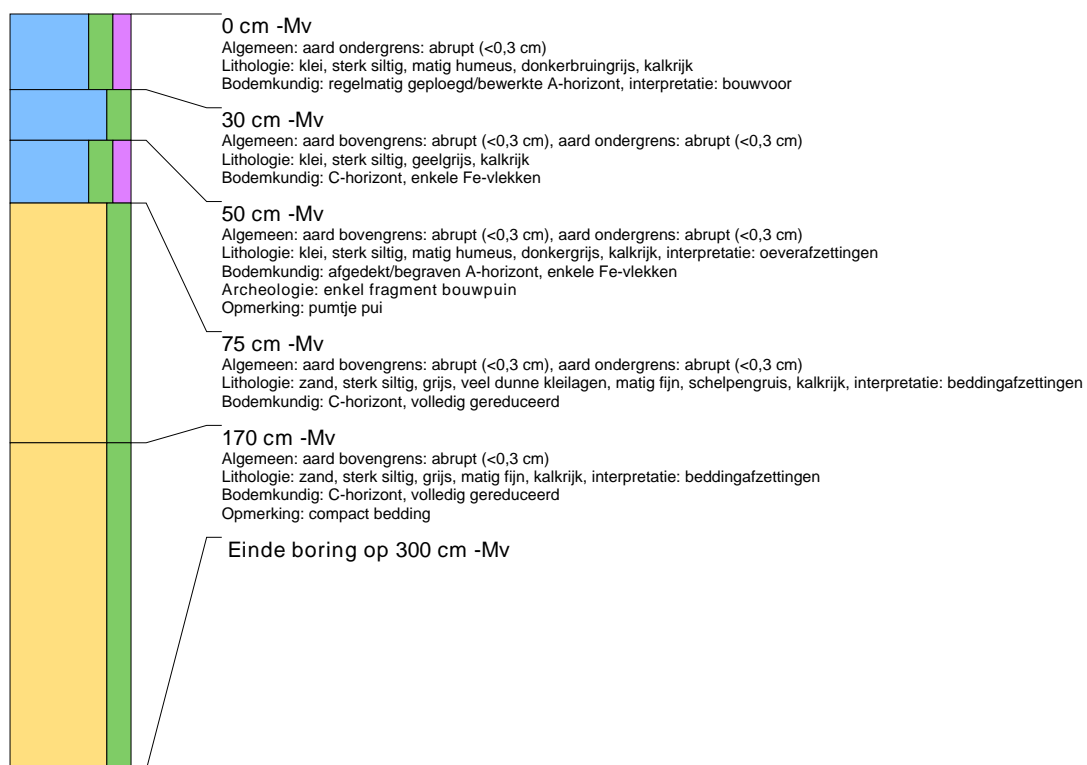 0 cm -Mv
Algemeen: aard ondergrens: abrupt (<0,3 cm)
Lithologie: klei, sterk siltig, matig humeus, donkerbruingrijs, kalkrijk
Bodemkundig: regelmatig geploegd/bewerkte A-horizont, interpretatie: bouwvoor
30 cm -Mv
Algemeen: aard bovengrens: abrupt (<0,3 cm), aard ondergrens: abrupt (<0,3 cm)
Lithologie: klei, sterk siltig, geelgrijs, kalkrijk
Bodemkundig: C-horizont, enkele Fe-vlekken
50 cm -Mv
Algemeen: aard bovengrens: abrupt (<0,3 cm), aard ondergrens: abrupt (<0,3 cm)
Lithologie: klei, sterk siltig, matig humeus, donkergrijs, kalkrijk, interpretatie: oeverafzettingen
Bodemkundig: afgedekt/begraven A-horizont, enkele Fe-vlekken
Archeologie: enkel fragment bouwpuin
Opmerking: pumtje pui
75 cm -Mv
Algemeen: aard bovengrens: abrupt (<0,3 cm), aard ondergrens: abrupt (<0,3 cm)
Lithologie: zand, sterk siltig, grijs, veel dunne kleilagen, matig fijn, schelpengruis, kalkrijk, interpretatie: beddingafzettingen
Bodemkundig: C-horizont, volledig gereduceerd
170 cm -Mv
Algemeen: aard bovengrens: abrupt (<0,3 cm)
Lithologie: zand, sterk siltig, grijs, matig fijn, kalkrijk, interpretatie: beddingafzettingen
Bodemkundig: C-horizont, volledig gereduceerd
Opmerking: compact bedding
Einde boring op 300 cm -Mv